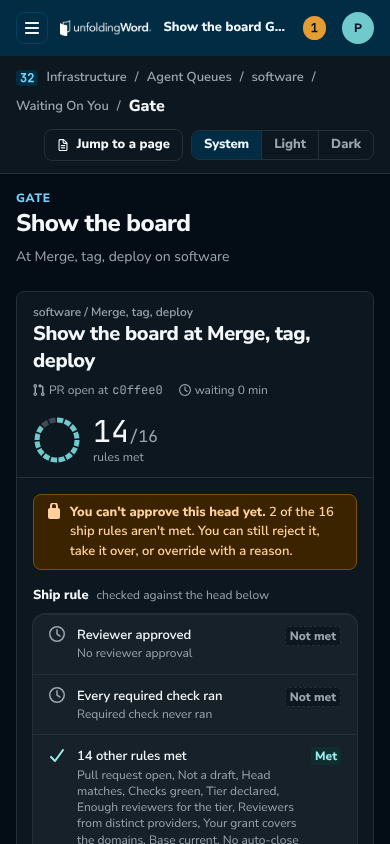 unfoldingWord. Show the board G... 1 P
32 Infrastructure / Agent Queues / software /
Waiting On You / Gate
Jump to a page System Light Dark
GATE
Show the board
At Merge, tag, deploy on software
software / Merge, tag, deploy
Show the board at Merge, tag,
deploy
PR open at c0ffee0 waiting 0 min
14/16
rules met
You can't approve this head yet. 2 of the 16
ship rules aren't met. You can still reject it,
take it over, or override with a reason.
Ship rule checked against the head below
Reviewer approved Not met
No reviewer approval
Every required check ran Not met
Required check never ran
14 other rules met Met
Pull request open, Not a draft, Head
matches, Checks green, Tier declared,
Enough reviewers for the tier, Reviewers
from distinct providers, Your grant covers
the domains, Base current, No auto-close